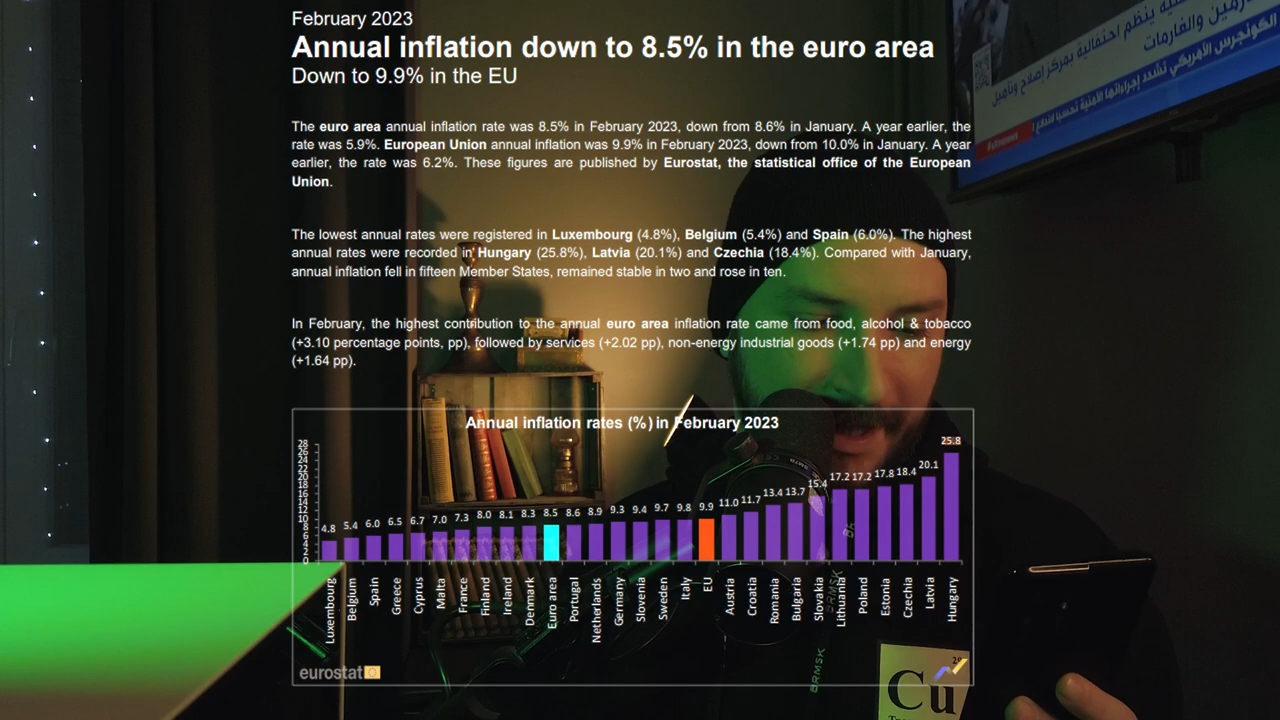 February 2023
Annual inflation down to 8.5% in the euro area
Down to 9.9% in the EU
The euro area annual inflation rate was 8.5% in February 2023, down from 8.6% in January. A year earlier, the
rate was 5.9%. European Union annual inflation was 9.9% in February 2023, down from 10.0% in January. A year
earlier, the rate was 6.2%. These figures are published by Eurostat, the statistical office of the European
Union.
The lowest annual rates were registered in Luxembourg (4.8%), Belgium (5.4%) and Spain (6.0%). The highest
annual rates were recorded in Hungary (25.8%), Latvia (20.1%) and Czechia (18.4%). Compared with January,
annual inflation fell in fifteen Member States, remained stable in two and rose in ten.
In February, the highest contribution to the annual euro area inflation rate came from food, alcohol & tobacco
(+3.10 percentage points, pp), followed by services (+2.02 pp), non-energy industrial goods (+1.74 pp) and energy
(+1.64 pp).
Annual inflation rates (%) in February 2023
28
26
24
22
20
18
16
14
12
10
8
6
4
2
0
4.8 5.4 6.0 6.5 6.7 7.0 7.3 8.0 8.1 8.3 8.5 8.6 8.9 9.3 9.4 9.7 9.8 9.9 11.0 11.7 13.4 13.7 15.4 17.2 17.2 17.8 18.4 20.1 25.8
Luxembourg
Belgium
Spain
Greece
Cyprus
Malta
France
Finland
Ireland
Denmark
Euro area
Portugal
Netherlands
Germany
Slovenia
Sweden
Italy
EU
Austria
Croatia
Romania
Bulgaria
Slovakia
Lithuania
Poland
Estonia
Czechia
Latvia
Hungary
eurostat
ينظم احتفالية بمركز إصلاح وتأهيل
والغارمات
الكونجرس الأمريكي تشدد إجراءاتها الأمنية تحسبا
BRMSK
BRMSK
Cu